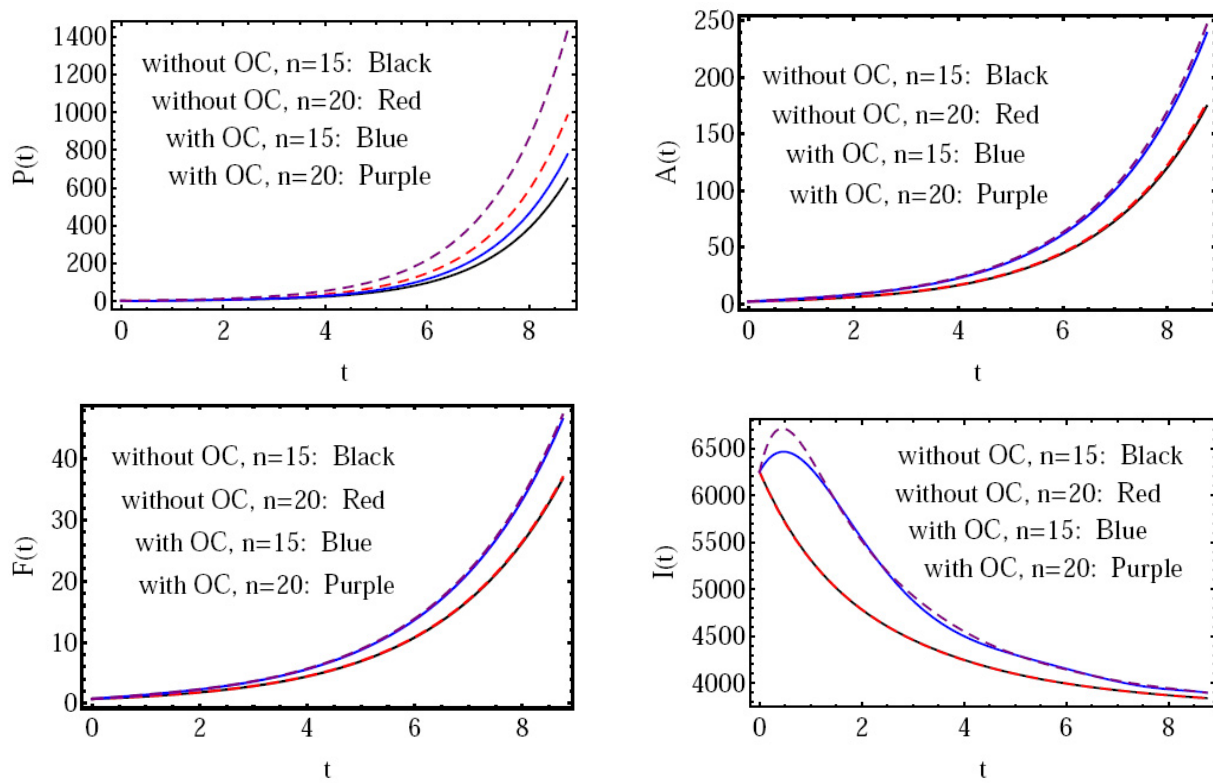 1400
1200
1000
800
600
400
200
0
P(t)
without OC, n=15: Black
without OC, n=20: Red
with OC, n=15: Blue
with OC, n=20: Purple
0 2 4 6 8
t
250
200
150
100
50
0
A(t)
without OC, n=15: Black
without OC, n=20: Red
with OC, n=15: Blue
with OC, n=20: Purple
0 2 4 6 8
t
40
30
20
10
0
F(t)
without OC, n=15: Black
without OC, n=20: Red
with OC, n=15: Blue
with OC, n=20: Purple
0 2 4 6 8
t
6500
6000
5500
5000
4500
4000
I(t)
without OC, n=15: Black
without OC, n=20: Red
with OC, n=15: Blue
with OC, n=20: Purple
0 2 4 6 8
t